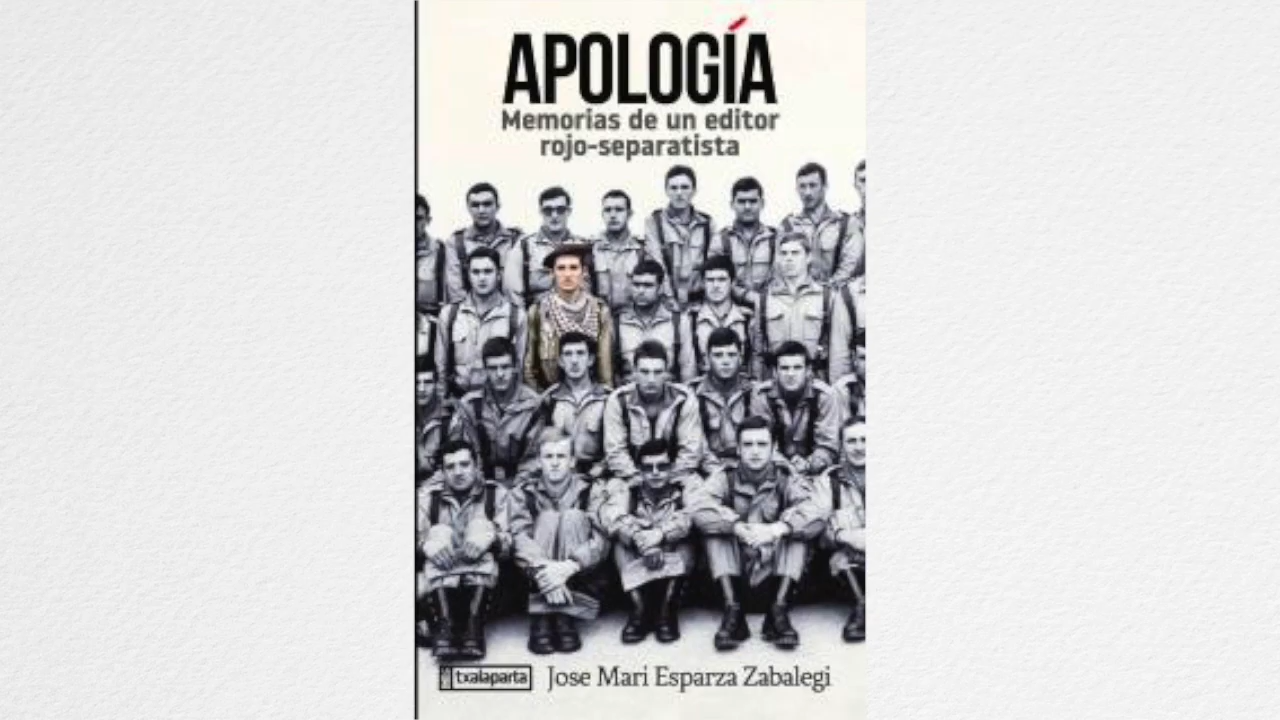 APOLOGÍA
Memorias de un editor
rojo-separatista
txalaparta Jose Mari Esparza Zabalegi